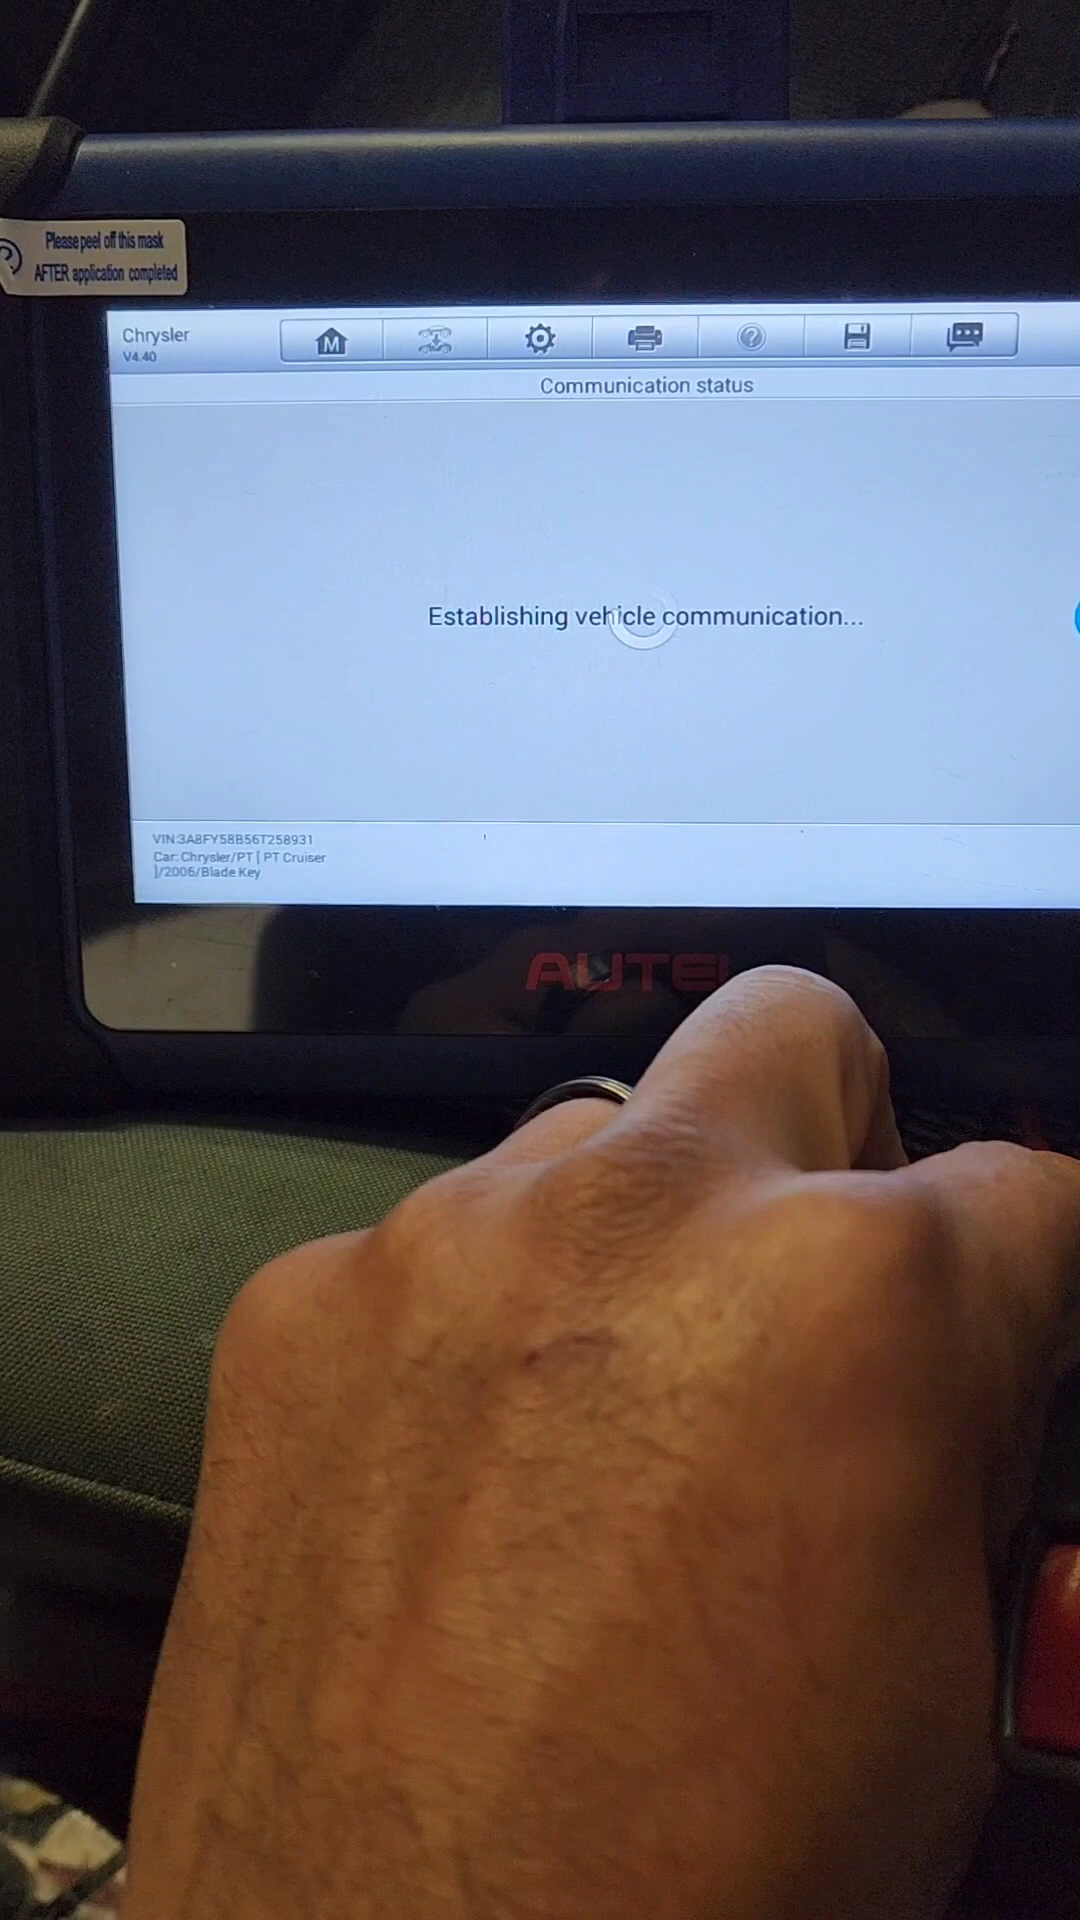 Please peel off this mask
AFTER application completed
Chrysler
V4.40
M
?
Communication status
Establishing vehicle communication...
VIN:3A8FY58B56T258931
Car: Chrysler/PT [ PT Cruiser
]/2006/Blade Key
AUTEL